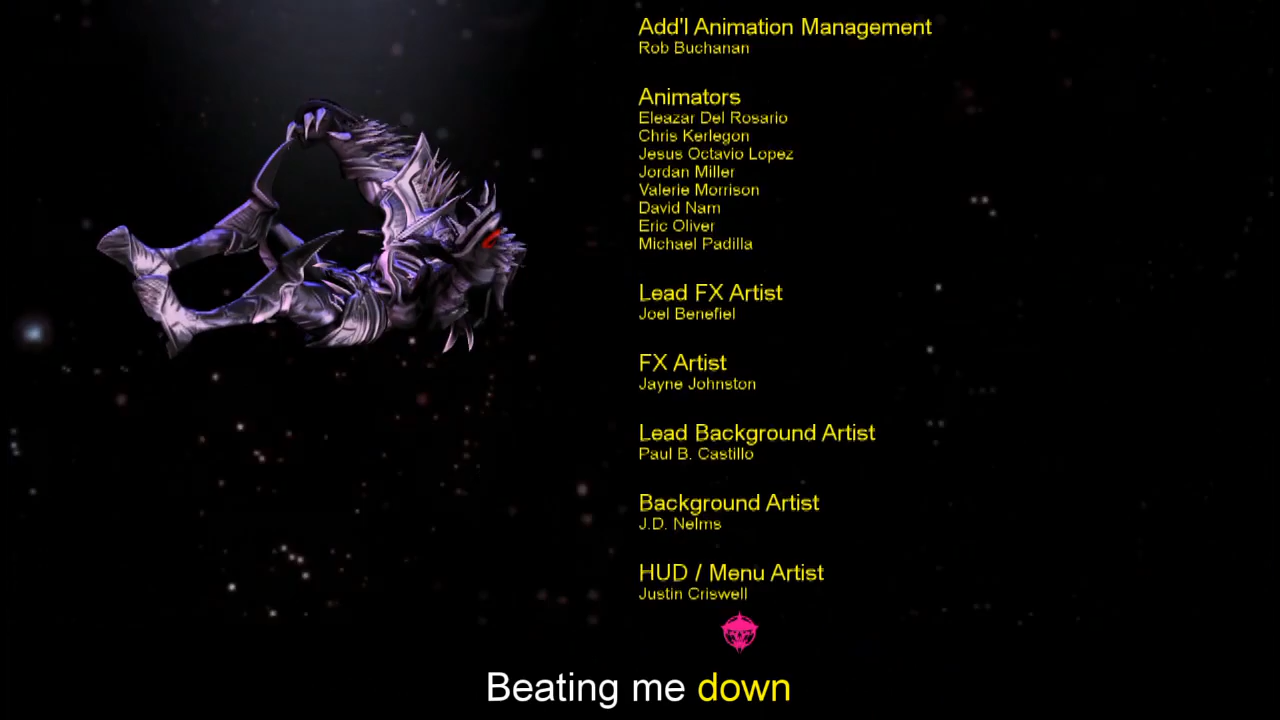 Add'l Animation Management
Rob Buchanan
Animators
Eleazar Del Rosario
Chris Kerlegon
Jesus Octavio Lopez
Jordan Miller
Valerie Morrison
David Nam
Eric Oliver
Michael Padilla
Lead FX Artist
Joel Benefiel
FX Artist
Jayne Johnston
Lead Background Artist
Paul B. Castillo
Background Artist
J.D. Nelms
HUD / Menu Artist
Justin Criswell
Beating me down